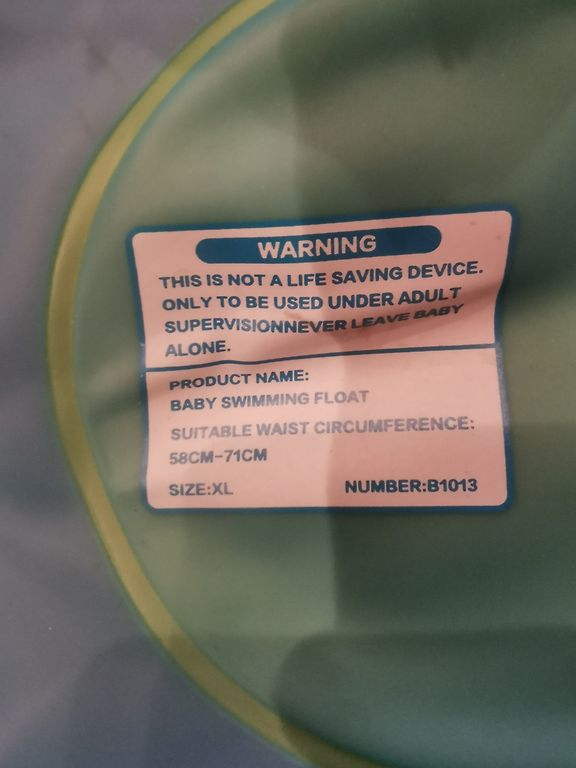 WARNING
THIS IS NOT A LIFE SAVING DEVICE.
ONLY TO BE USED UNDER ADULT
SUPERVISIONNEVER LEAVE BABY
ALONE.
PRODUCT NAME:
BABY SWIMMING FLOAT
SUITABLE WAIST CIRCUMFERENCE:
58CM-71CM
SIZE:XL NUMBER:B1013